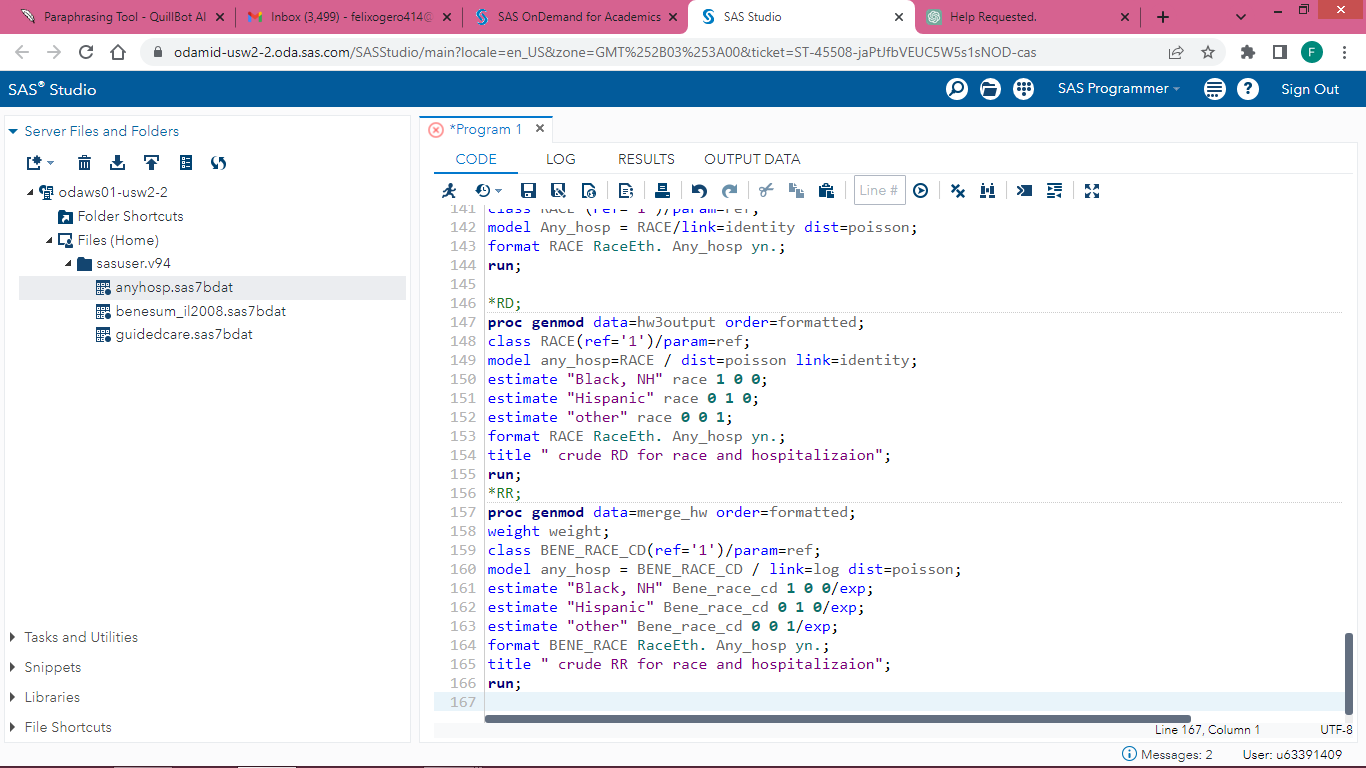 Paraphrasing Tool - QuillBot AI
Inbox (3,499) - felixogero414@
SAS OnDemand for Academics
SAS Studio
Help Requested.
odamid-usw2-2.oda.sas.com/SASStudio/main?locale=en_US&zone=GMT%252B03%253A00&ticket=ST-45508-jaPtJfbVEUC5W5s1sNOD-cas
F
SAS® Studio
SAS Programmer
Sign Out
Server Files and Folders
odaws01-usw2-2
Folder Shortcuts
Files (Home)
sasuser.v94
anyhosp.sas7bdat
benesum_il2008.sas7bdat
guidedcare.sas7bdat
Tasks and Utilities
Snippets
Libraries
File Shortcuts
*Program 1
CODE LOG RESULTS OUTPUT DATA
Line #
141 class RACE (ref='1')/param=ref;
142 model Any_hosp = RACE/link=identity dist=poisson;
143 format RACE RaceEth. Any_hosp yn.;
144 run;
145
146 *RD;
147 proc genmod data=hw3output order=formatted;
148 class RACE(ref='1')/param=ref;
149 model any_hosp=RACE / dist=poisson link=identity;
150 estimate "Black, NH" race 1 0 0;
151 estimate "Hispanic" race 0 1 0;
152 estimate "other" race 0 0 1;
153 format RACE RaceEth. Any_hosp yn.;
154 title " crude RD for race and hospitalizaion";
155 run;
156 *RR;
157 proc genmod data=merge_hw order=formatted;
158 weight weight;
159 class BENE_RACE_CD(ref='1')/param=ref;
160 model any_hosp = BENE_RACE_CD / link=log dist=poisson;
161 estimate "Black, NH" Bene_race_cd 1 0 0/exp;
162 estimate "Hispanic" Bene_race_cd 0 1 0/exp;
163 estimate "other" Bene_race_cd 0 0 1/exp;
164 format BENE_RACE RaceEth. Any_hosp yn.;
165 title " crude RR for race and hospitalizaion";
166 run;
167
Line 167, Column 1
UTF-8
Messages: 2
User: u63391409